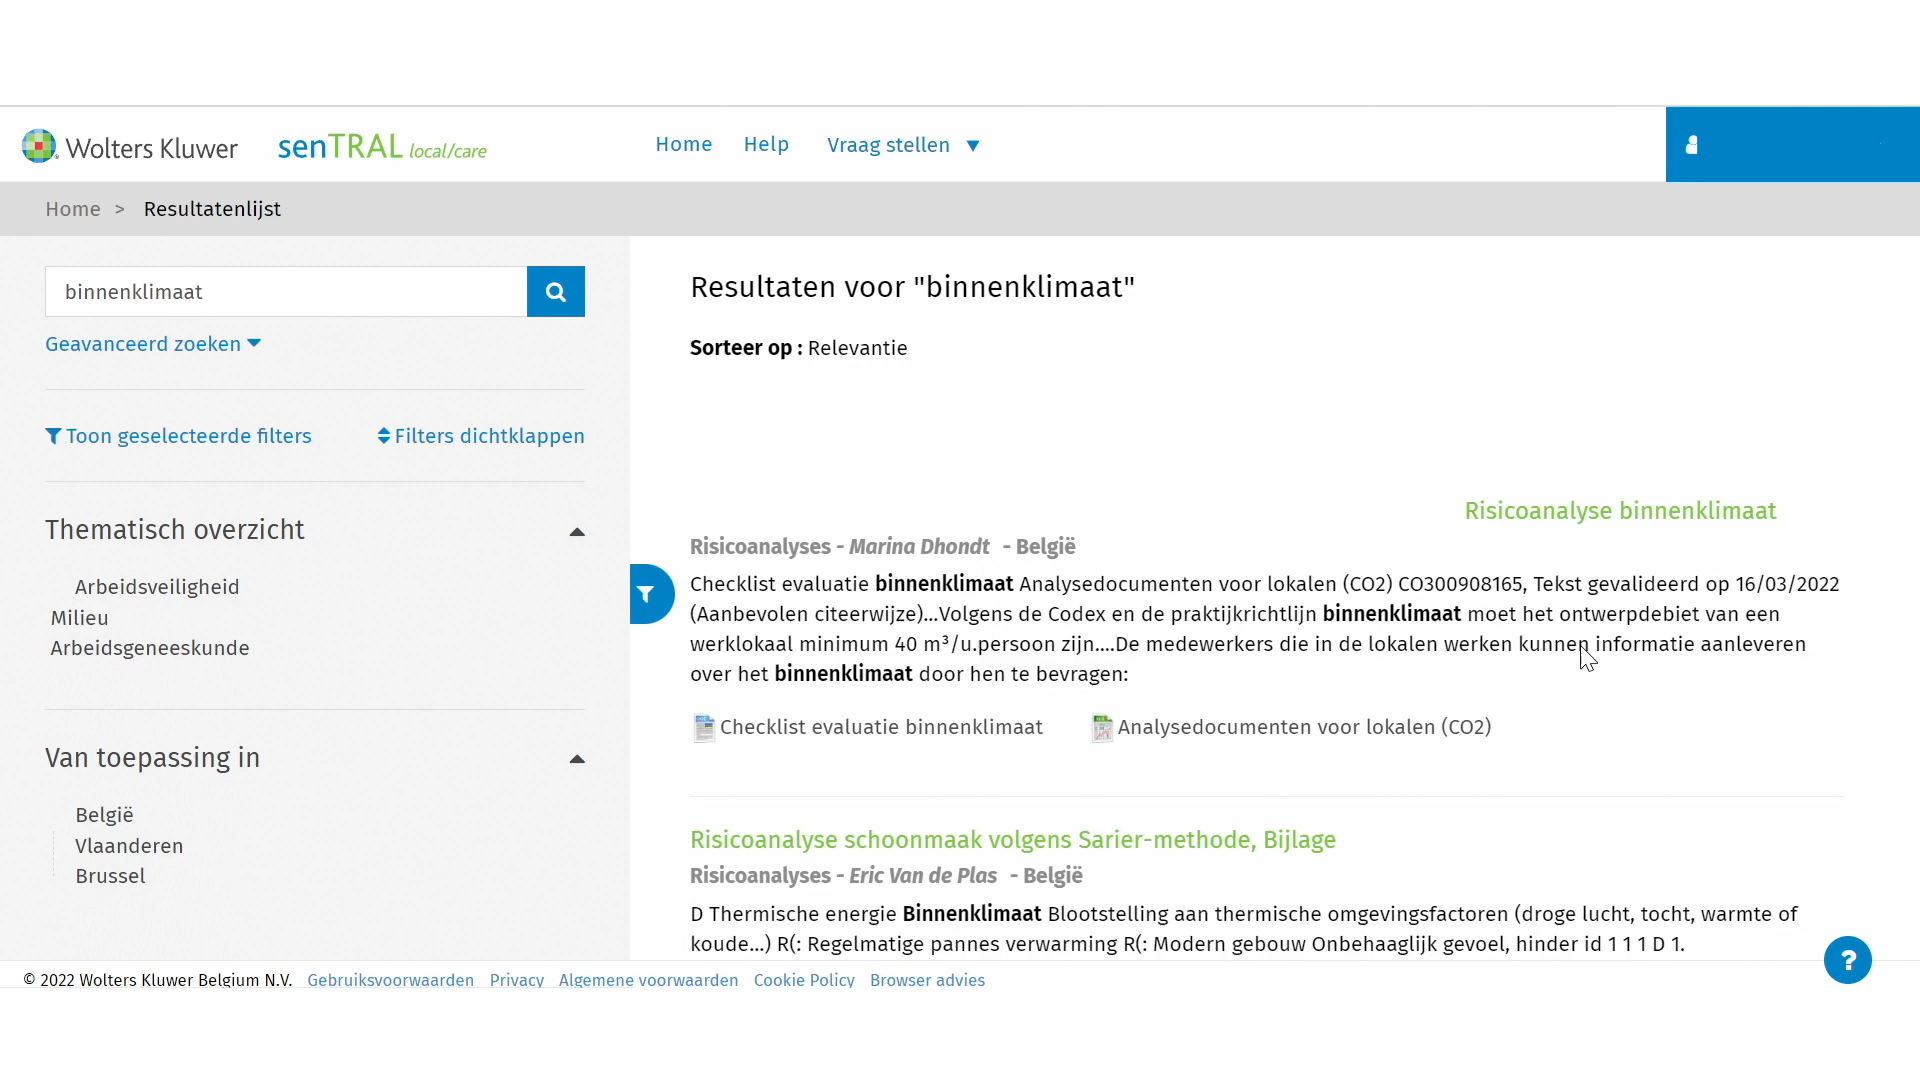 Wolters Kluwer
senTRAL local/care
Home
Help
Vraag stellen
Home > Resultatenlijst
binnenklimaat
Geavanceerd zoeken
Toon geselecteerde filters
Filters dichtklappen
Thematisch overzicht
Arbeidsveiligheid
Milieu
Arbeidsgeneeskunde
Van toepassing in
België
Vlaanderen
Brussel
Resultaten voor "binnenklimaat"
Sorteer op : Relevantie
Risicoanalyse binnenklimaat
Risicoanalyses - Marina Dhondt - België
Checklist evaluatie binnenklimaat Analysedocumenten voor lokalen (CO2) CO300908165, Tekst gevalideerd op 16/03/2022
(Aanbevolen citeerwijze)...Volgens de Codex en de praktijkrichtlijn binnenklimaat moet het ontwerpdebiet van een
werklokaal minimum 40 m³/u.persoon zijn....De medewerkers die in de lokalen werken kunnen informatie aanleveren
over het binnenklimaat door hen te bevragen:
Checklist evaluatie binnenklimaat
Analysedocumenten voor lokalen (CO2)
Risicoanalyse schoonmaak volgens Sarier-methode, Bijlage
Risicoanalyses - Eric Van de Plas - België
D Thermische energie Binnenklimaat Blootstelling aan thermische omgevingsfactoren (droge lucht, tocht, warmte of
koude...) R(: Regelmatige pannes verwarming R(: Modern gebouw Onbehaaglijk gevoel, hinder id 1 1 1 D 1.
?
© 2022 Wolters Kluwer Belgium N.V. Gebruiksvoorwaarden Privacy Algemene voorwaarden Cookie Policy Browser advies